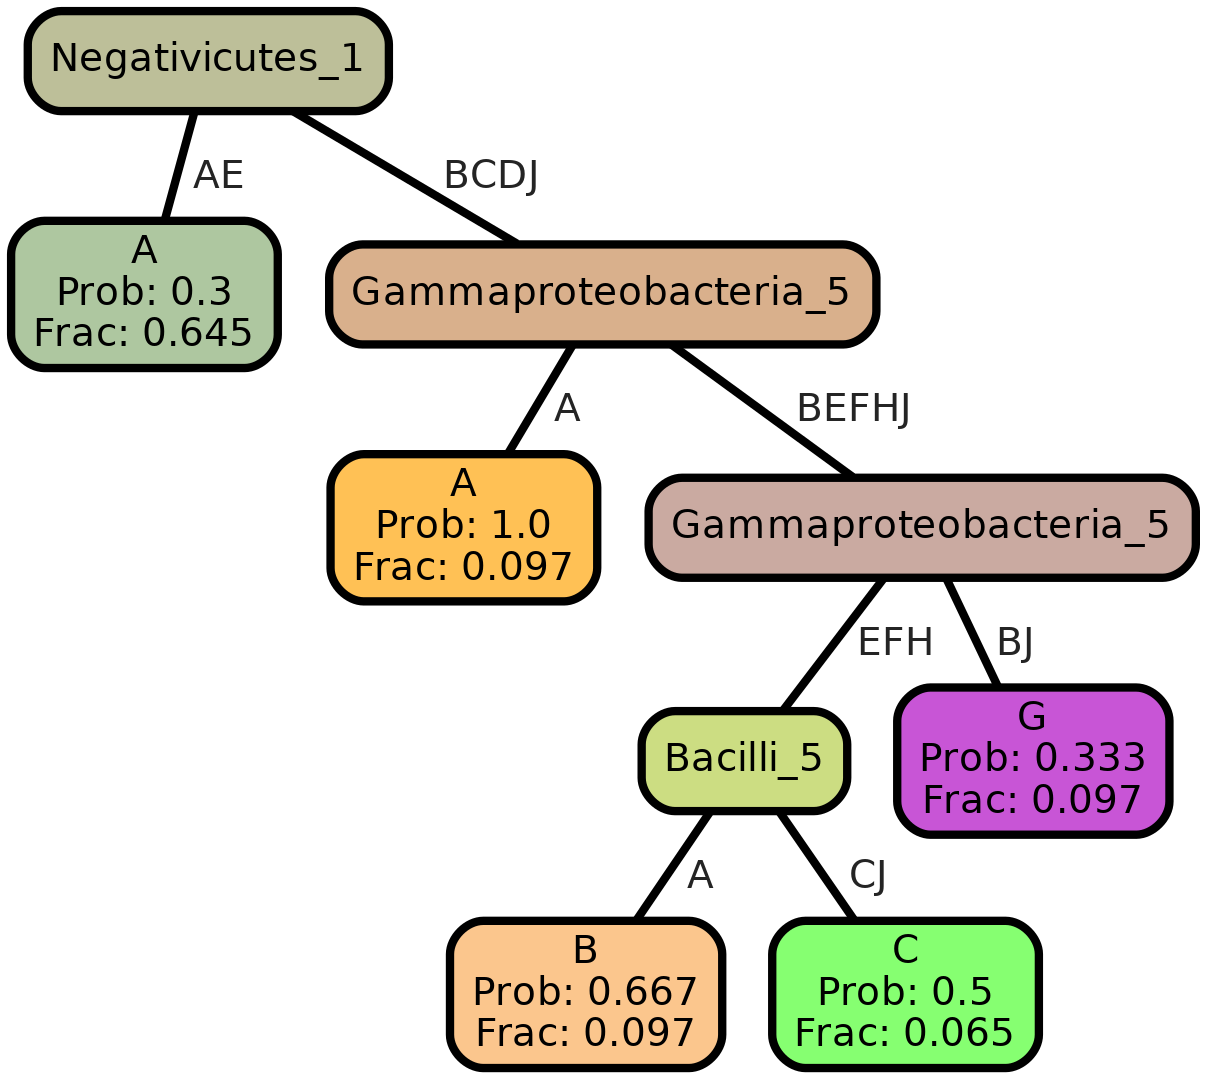 Negativicutes_1
AE
BCDJ
A
Prob: 0.3
Frac: 0.645
Gammaproteobacteria_5
A
BEFHJ
A
Prob: 1.0
Frac: 0.097
Gammaproteobacteria_5
EFH
BJ
Bacilli_5
G
Prob: 0.333
Frac: 0.097
A
CJ
B
Prob: 0.667
Frac: 0.097
C
Prob: 0.5
Frac: 0.065